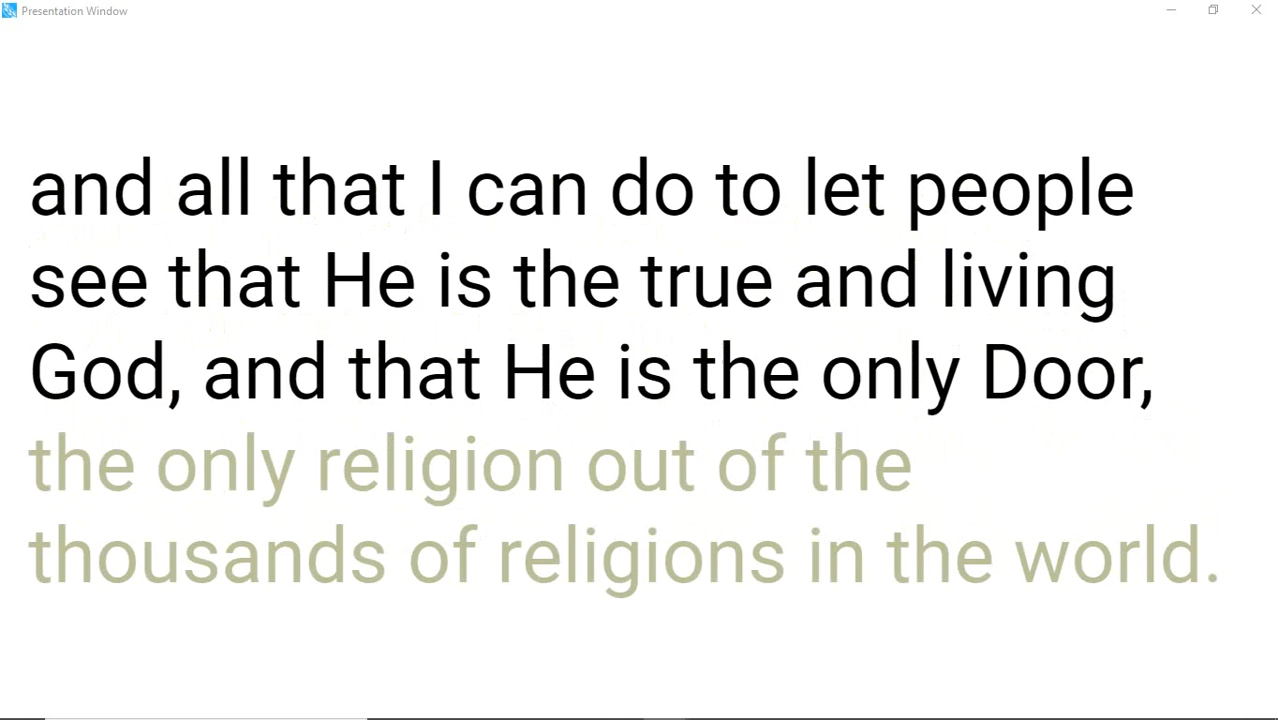 Presentation Window
and all that I can do to let people
see that He is the true and living
God, and that He is the only Door,
the only religion out of the
thousands of religions in the world.